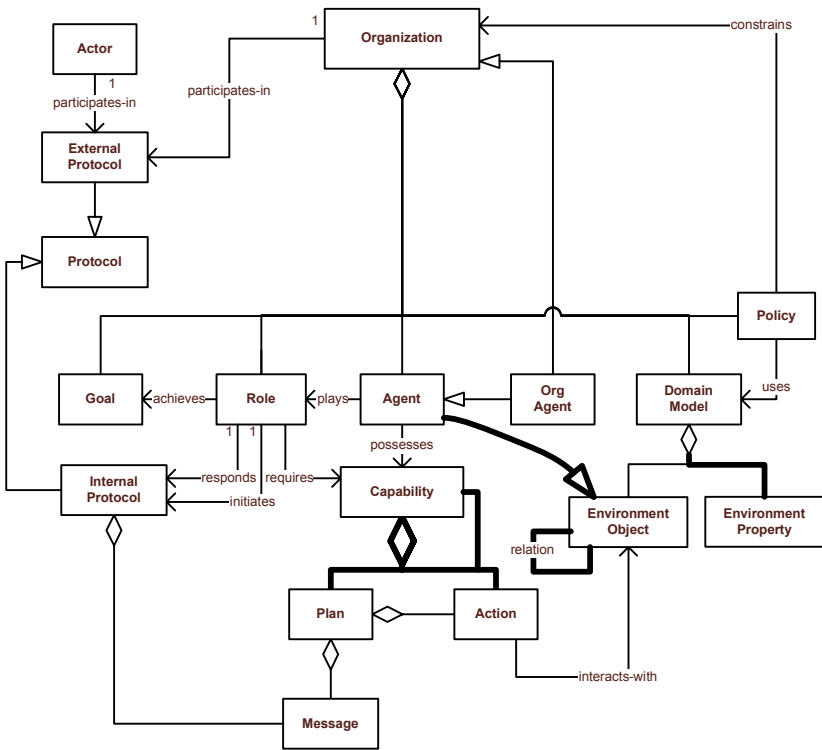 1
Organization
constrains
Actor
1
participates-in
participates-in
External
Protocol
Protocol
Policy
Goal
achieves
Role
plays
Agent
Org
Agent
Domain
Model
uses
possesses
1
1
Internal
Protocol
responds
requires
initiates
Capability
Environment
Object
Environment
Property
relation
Plan
Action
interacts-with
Message